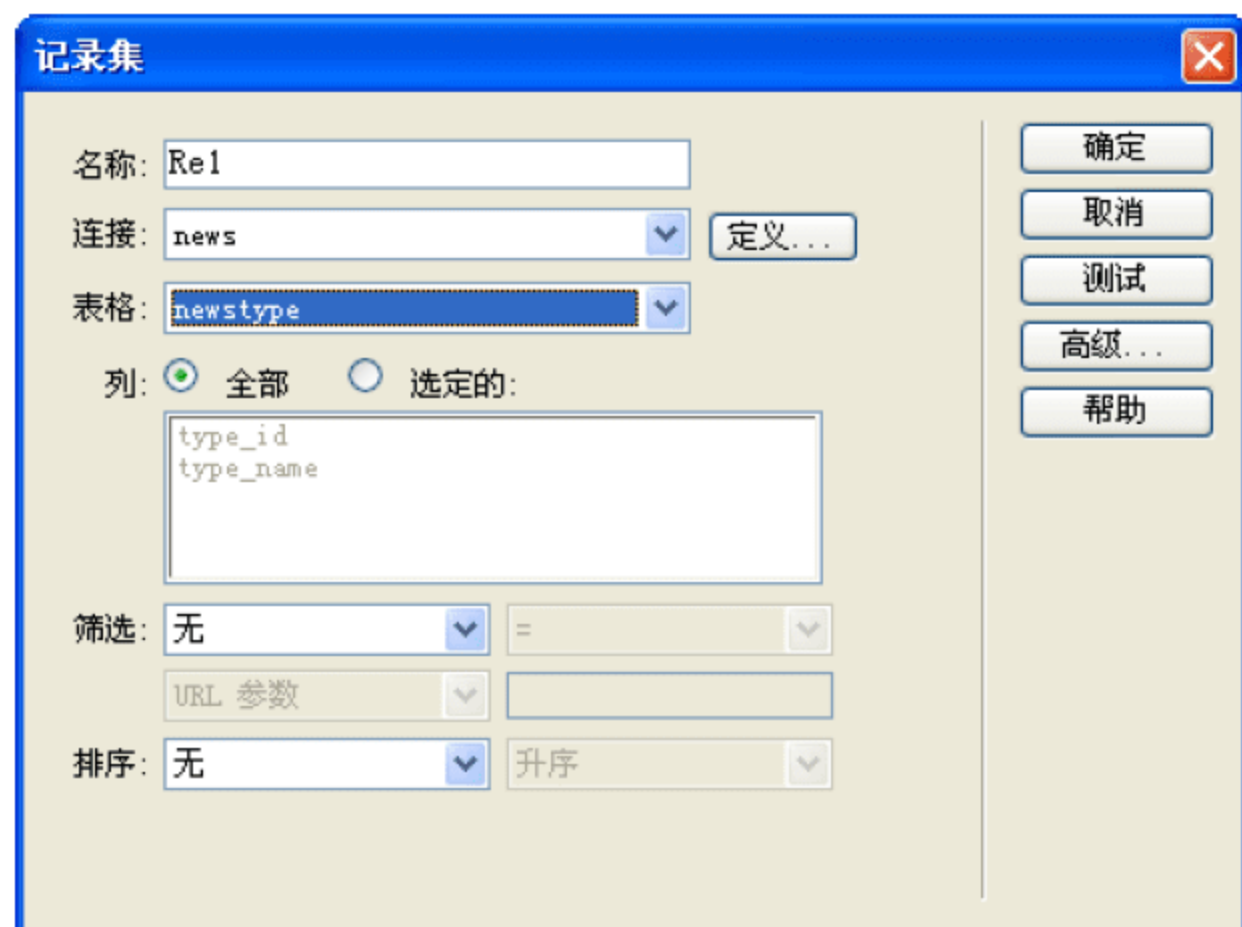 记录集
名称: Re1
连接: news 定义...
表格: newstype
列: 全部 选定的:
type_id
type_name
筛选: 无 =
URL 参数
排序: 无 升序
确定
取消
测试
高级...
帮助